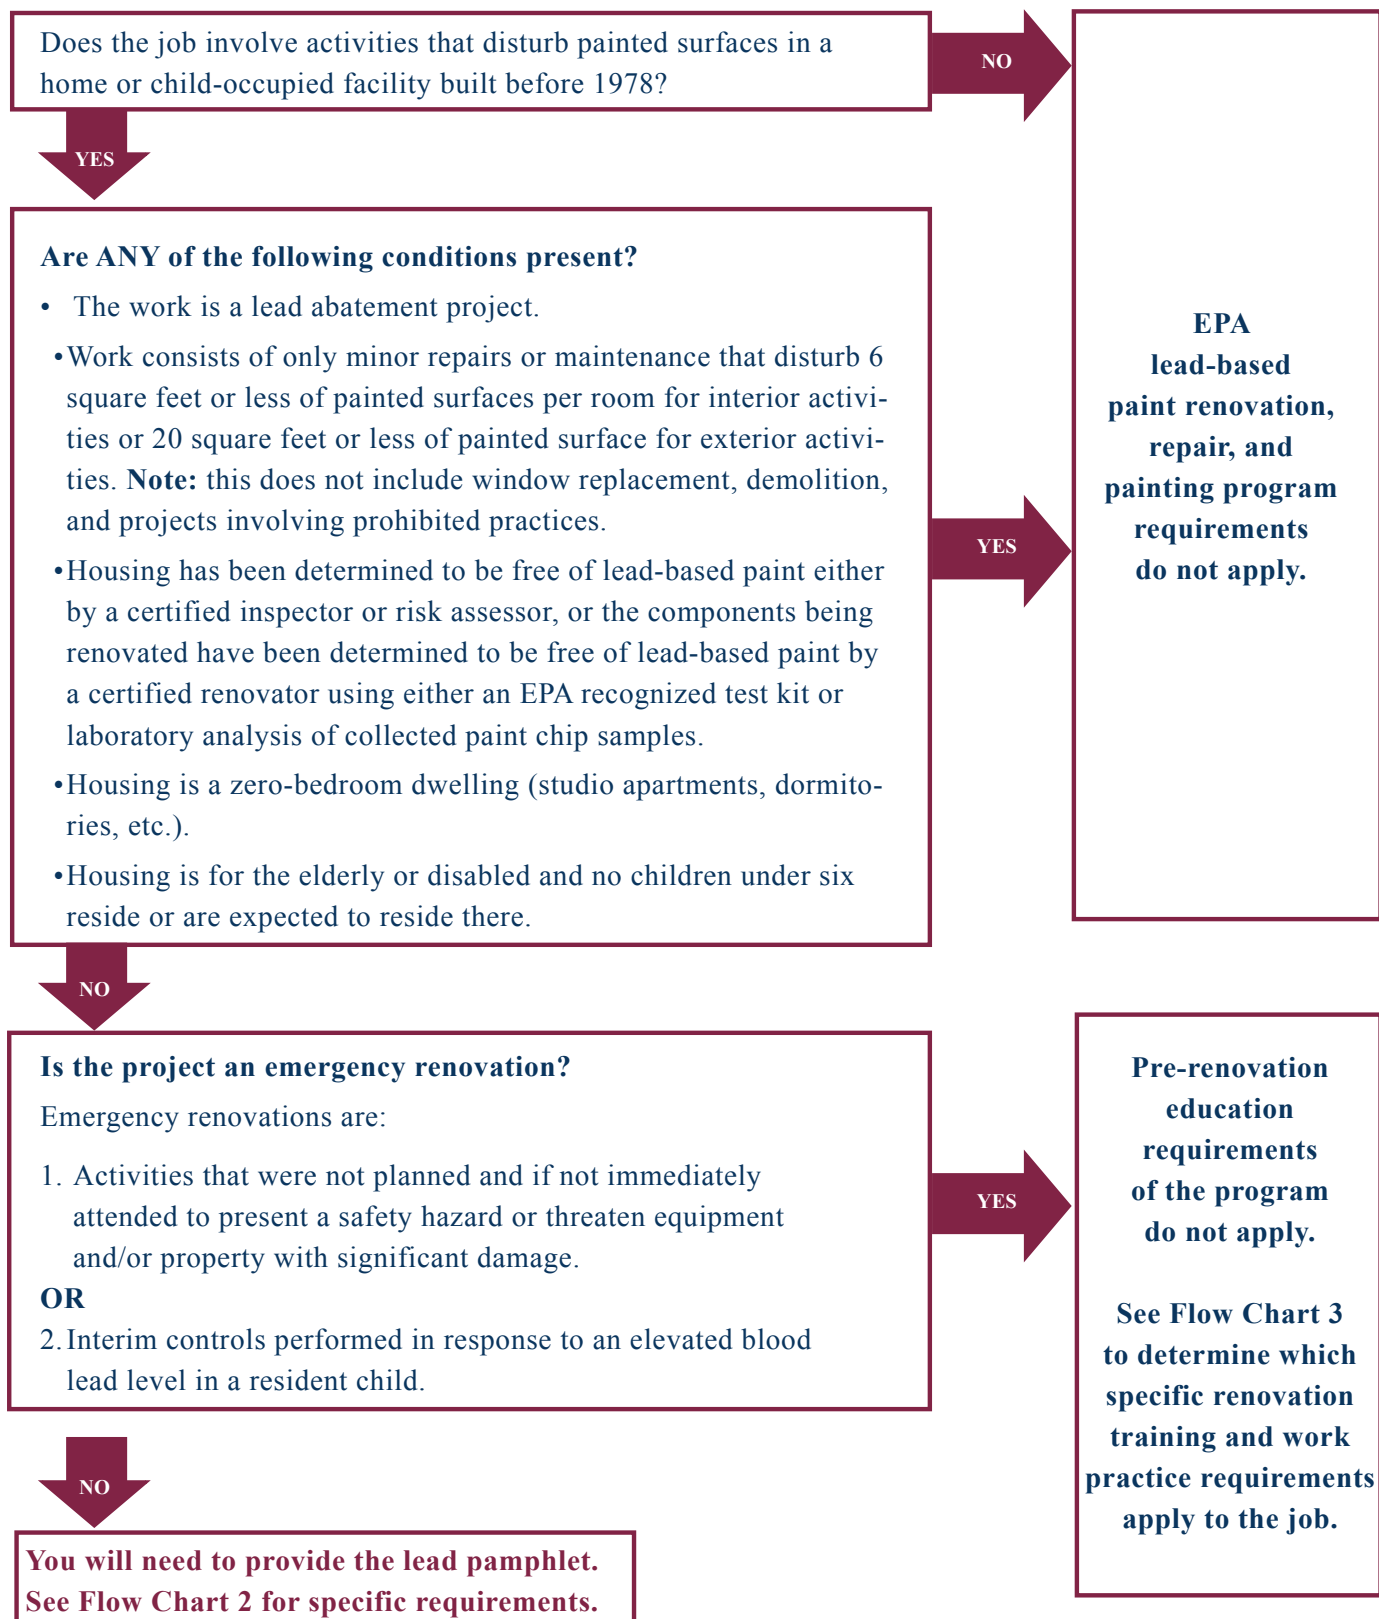 Does the job involve activities that disturb painted surfaces in a
home or child-occupied facility built before 1978?
NO
YES
Are ANY of the following conditions present?
• The work is a lead abatement project.
•Work consists of only minor repairs or maintenance that disturb 6
square feet or less of painted surfaces per room for interior activi-
ties or 20 square feet or less of painted surface for exterior activi-
ties. Note: this does not include window replacement, demolition,
and projects involving prohibited practices.
•Housing has been determined to be free of lead-based paint either
by a certified inspector or risk assessor, or the components being
renovated have been determined to be free of lead-based paint by
a certified renovator using either an EPA recognized test kit or
laboratory analysis of collected paint chip samples.
•Housing is a zero-bedroom dwelling (studio apartments, dormito-
ries, etc.).
•Housing is for the elderly or disabled and no children under six
reside or are expected to reside there.
YES
EPA
lead-based
paint renovation,
repair, and
painting program
requirements
do not apply.
NO
Is the project an emergency renovation?
Emergency renovations are:
1. Activities that were not planned and if not immediately
attended to present a safety hazard or threaten equipment
and/or property with significant damage.
OR
2. Interim controls performed in response to an elevated blood
lead level in a resident child.
YES
Pre-renovation
education
requirements
of the program
do not apply.
See Flow Chart 3
to determine which
specific renovation
training and work
practice requirements
apply to the job.
NO
You will need to provide the lead pamphlet.
See Flow Chart 2 for specific requirements.